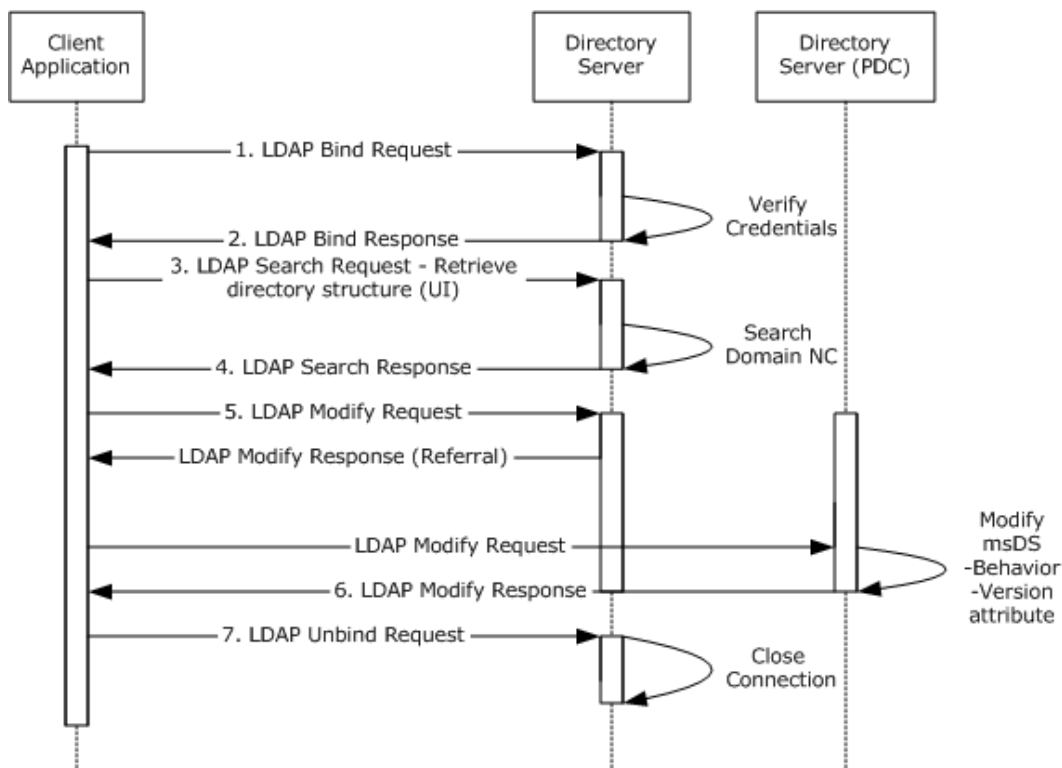 Client
Application
Directory
Server
Directory
Server (PDC)
1. LDAP Bind Request
Verify
Credentials
2. LDAP Bind Response
3. LDAP Search Request - Retrieve
directory structure (UI)
Search
Domain NC
4. LDAP Search Response
5. LDAP Modify Request
LDAP Modify Response (Referral)
LDAP Modify Request
Modify
msDS
-Behavior
-Version
attribute
6. LDAP Modify Response
7. LDAP Unbind Request
Close
Connection